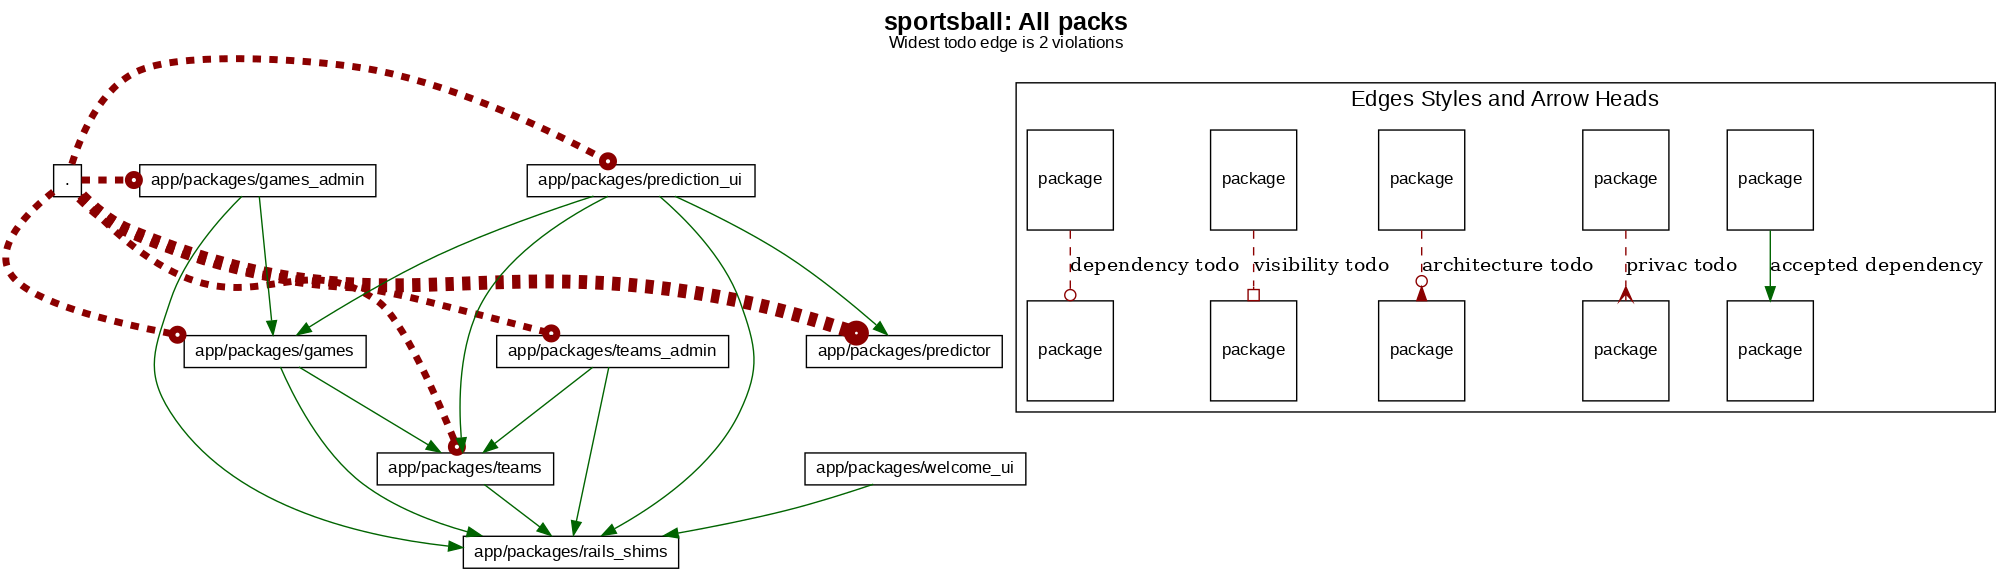 sportsball: All packs
Widest todo edge is 2 violations
Edges Styles and Arrow Heads
package
package
package
package
package
dependency todo
visibility todo
architecture todo
privac todo
accepted dependency
package
package
package
package
package
.
app/packages/games_admin
app/packages/prediction_ui
app/packages/games
app/packages/teams_admin
app/packages/predictor
app/packages/teams
app/packages/welcome_ui
app/packages/rails_shims